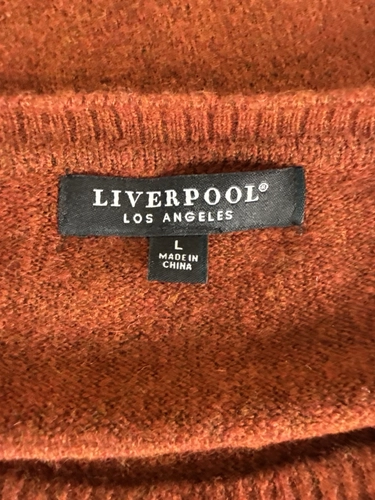 LIVERPOOL®
LOS ANGELES
L
MADE IN
CHINA